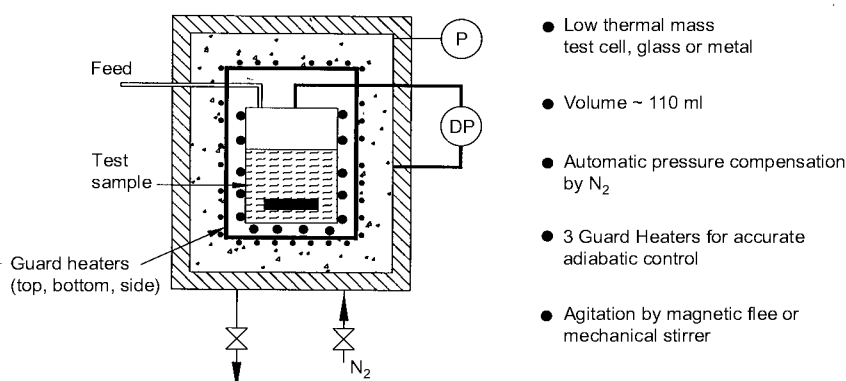 P
Feed
DP
Test
sample
Guard heaters
(top, bottom, side)
N2
● Low thermal mass
test cell, glass or metal
● Volume ~ 110 ml
● Automatic pressure compensation
by N2
● 3 Guard Heaters for accurate
adiabatic control
● Agitation by magnetic flee or
mechanical stirrer